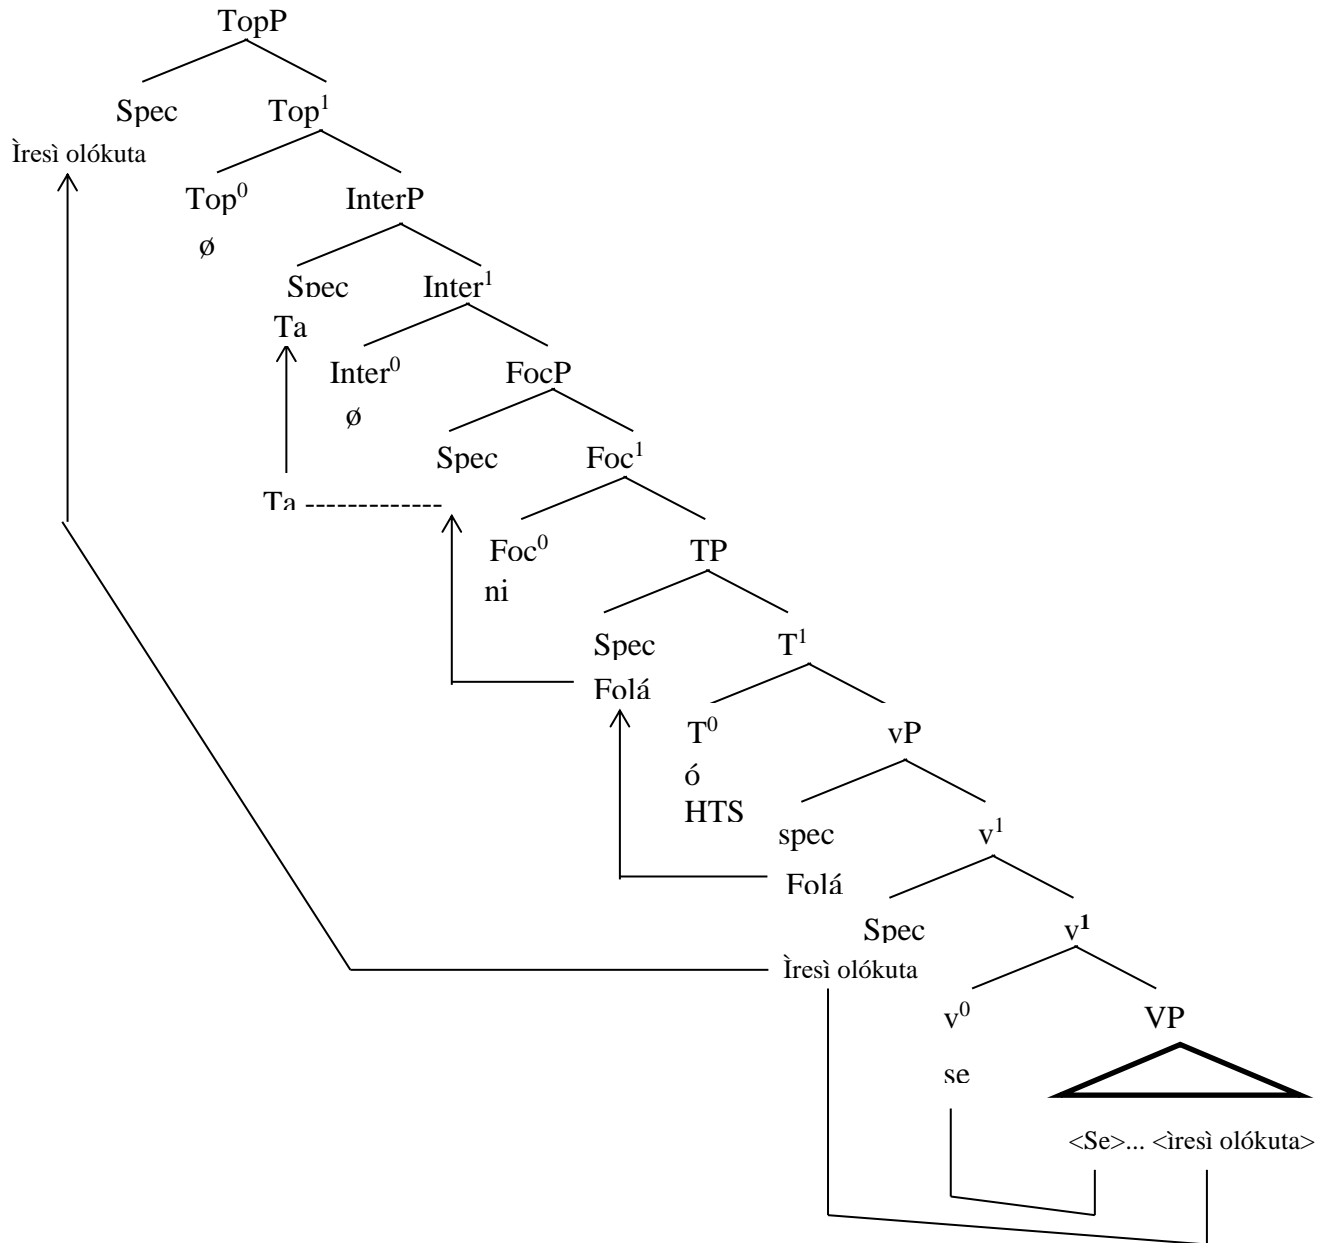 TopP
Spec Top¹
Ìresì olókuta
Top⁰ InterP
ø
Spec Inter¹
Ta
Inter⁰ FocP
ø
Spec Foc¹
Ta ------------
Foc⁰ TP
ni
Spec T¹
Folá
T⁰ vP
ó
HTS
spec v¹
Folá
Spec v¹
Ìresì olókuta
v⁰ VP
se
<Se>... <ìresì olókuta>